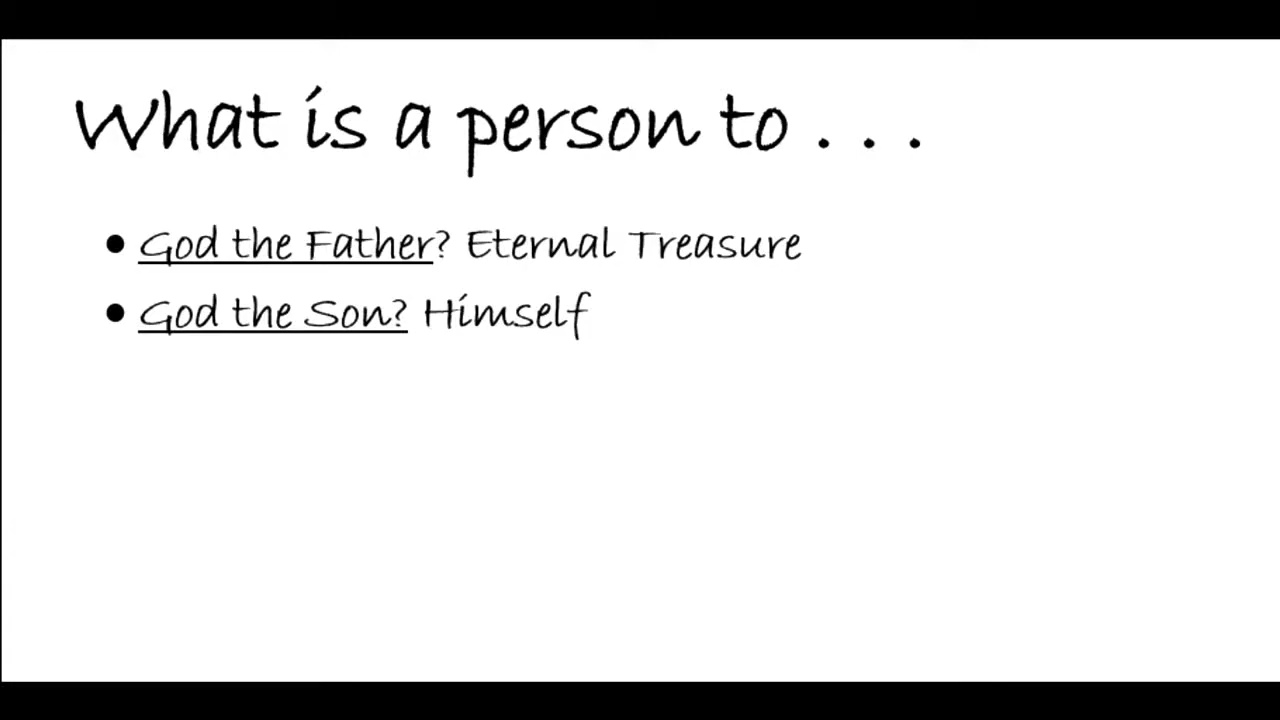 What is a person to . . .
• God the Father? Eternal Treasure
• God the Son? Himself